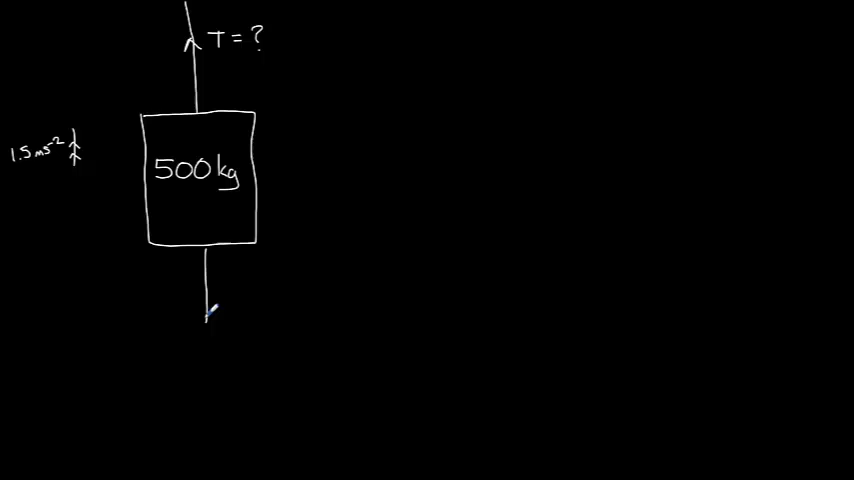 T = ?
1.5ms⁻²
500kg